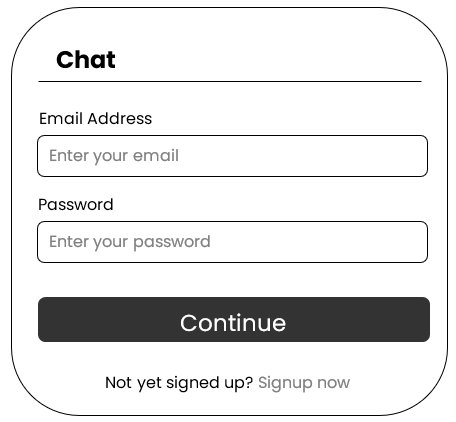 Chat
Email Address
Enter your email
Password
Enter your password
Continue
Not yet signed up? Signup now